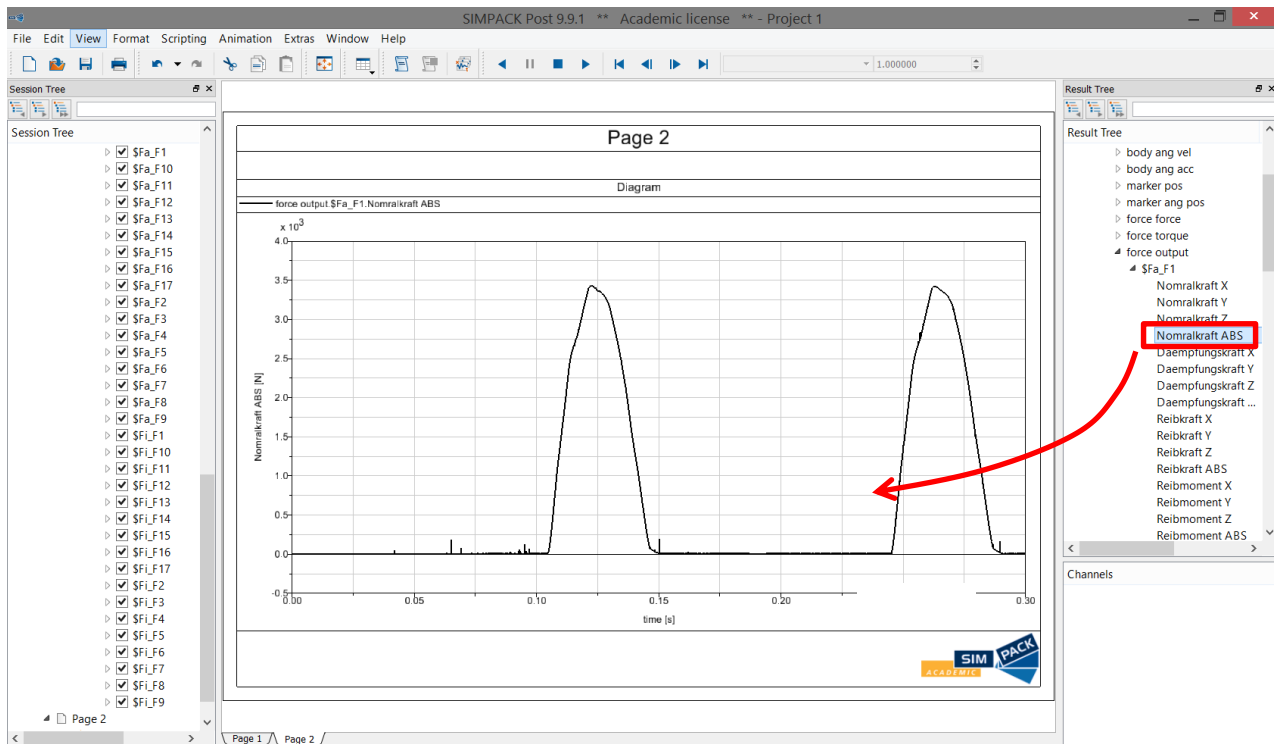 SIMPACK Post 9.9.1 ** Academic license ** - Project 1
File Edit View Format Scripting Animation Extras Window Help
1.000000
Session Tree
Session Tree
$Fa_F1
$Fa_F10
$Fa_F11
$Fa_F12
$Fa_F13
$Fa_F14
$Fa_F15
$Fa_F16
$Fa_F17
$Fa_F2
$Fa_F3
$Fa_F4
$Fa_F5
$Fa_F6
$Fa_F7
$Fa_F8
$Fa_F9
$Fi_F1
$Fi_F10
$Fi_F11
$Fi_F12
$Fi_F13
$Fi_F14
$Fi_F15
$Fi_F16
$Fi_F17
$Fi_F2
$Fi_F3
$Fi_F4
$Fi_F5
$Fi_F6
$Fi_F7
$Fi_F8
$Fi_F9
Page 2
Page 2
Diagram
force output.$Fa_F1.Nomralkraft ABS
x 10³
4.0
3.5
3.0
2.5
2.0
1.5
1.0
0.5
0.0
-0.5
Nomralkraft ABS [N]
0.00 0.05 0.10 0.15 0.20 0.30
time [s]
SIMPACK
ACADEMIC
Page 1 Page 2
Result Tree
Result Tree
body ang vel
body ang acc
marker pos
marker ang pos
force force
force torque
force output
$Fa_F1
Nomralkraft X
Nomralkraft Y
Nomralkraft Z
Nomralkraft ABS
Daempfungskraft X
Daempfungskraft Y
Daempfungskraft Z
Daempfungskraft ...
Reibkraft X
Reibkraft Y
Reibkraft Z
Reibkraft ABS
Reibmoment X
Reibmoment Y
Reibmoment Z
Reibmoment ABS
Channels